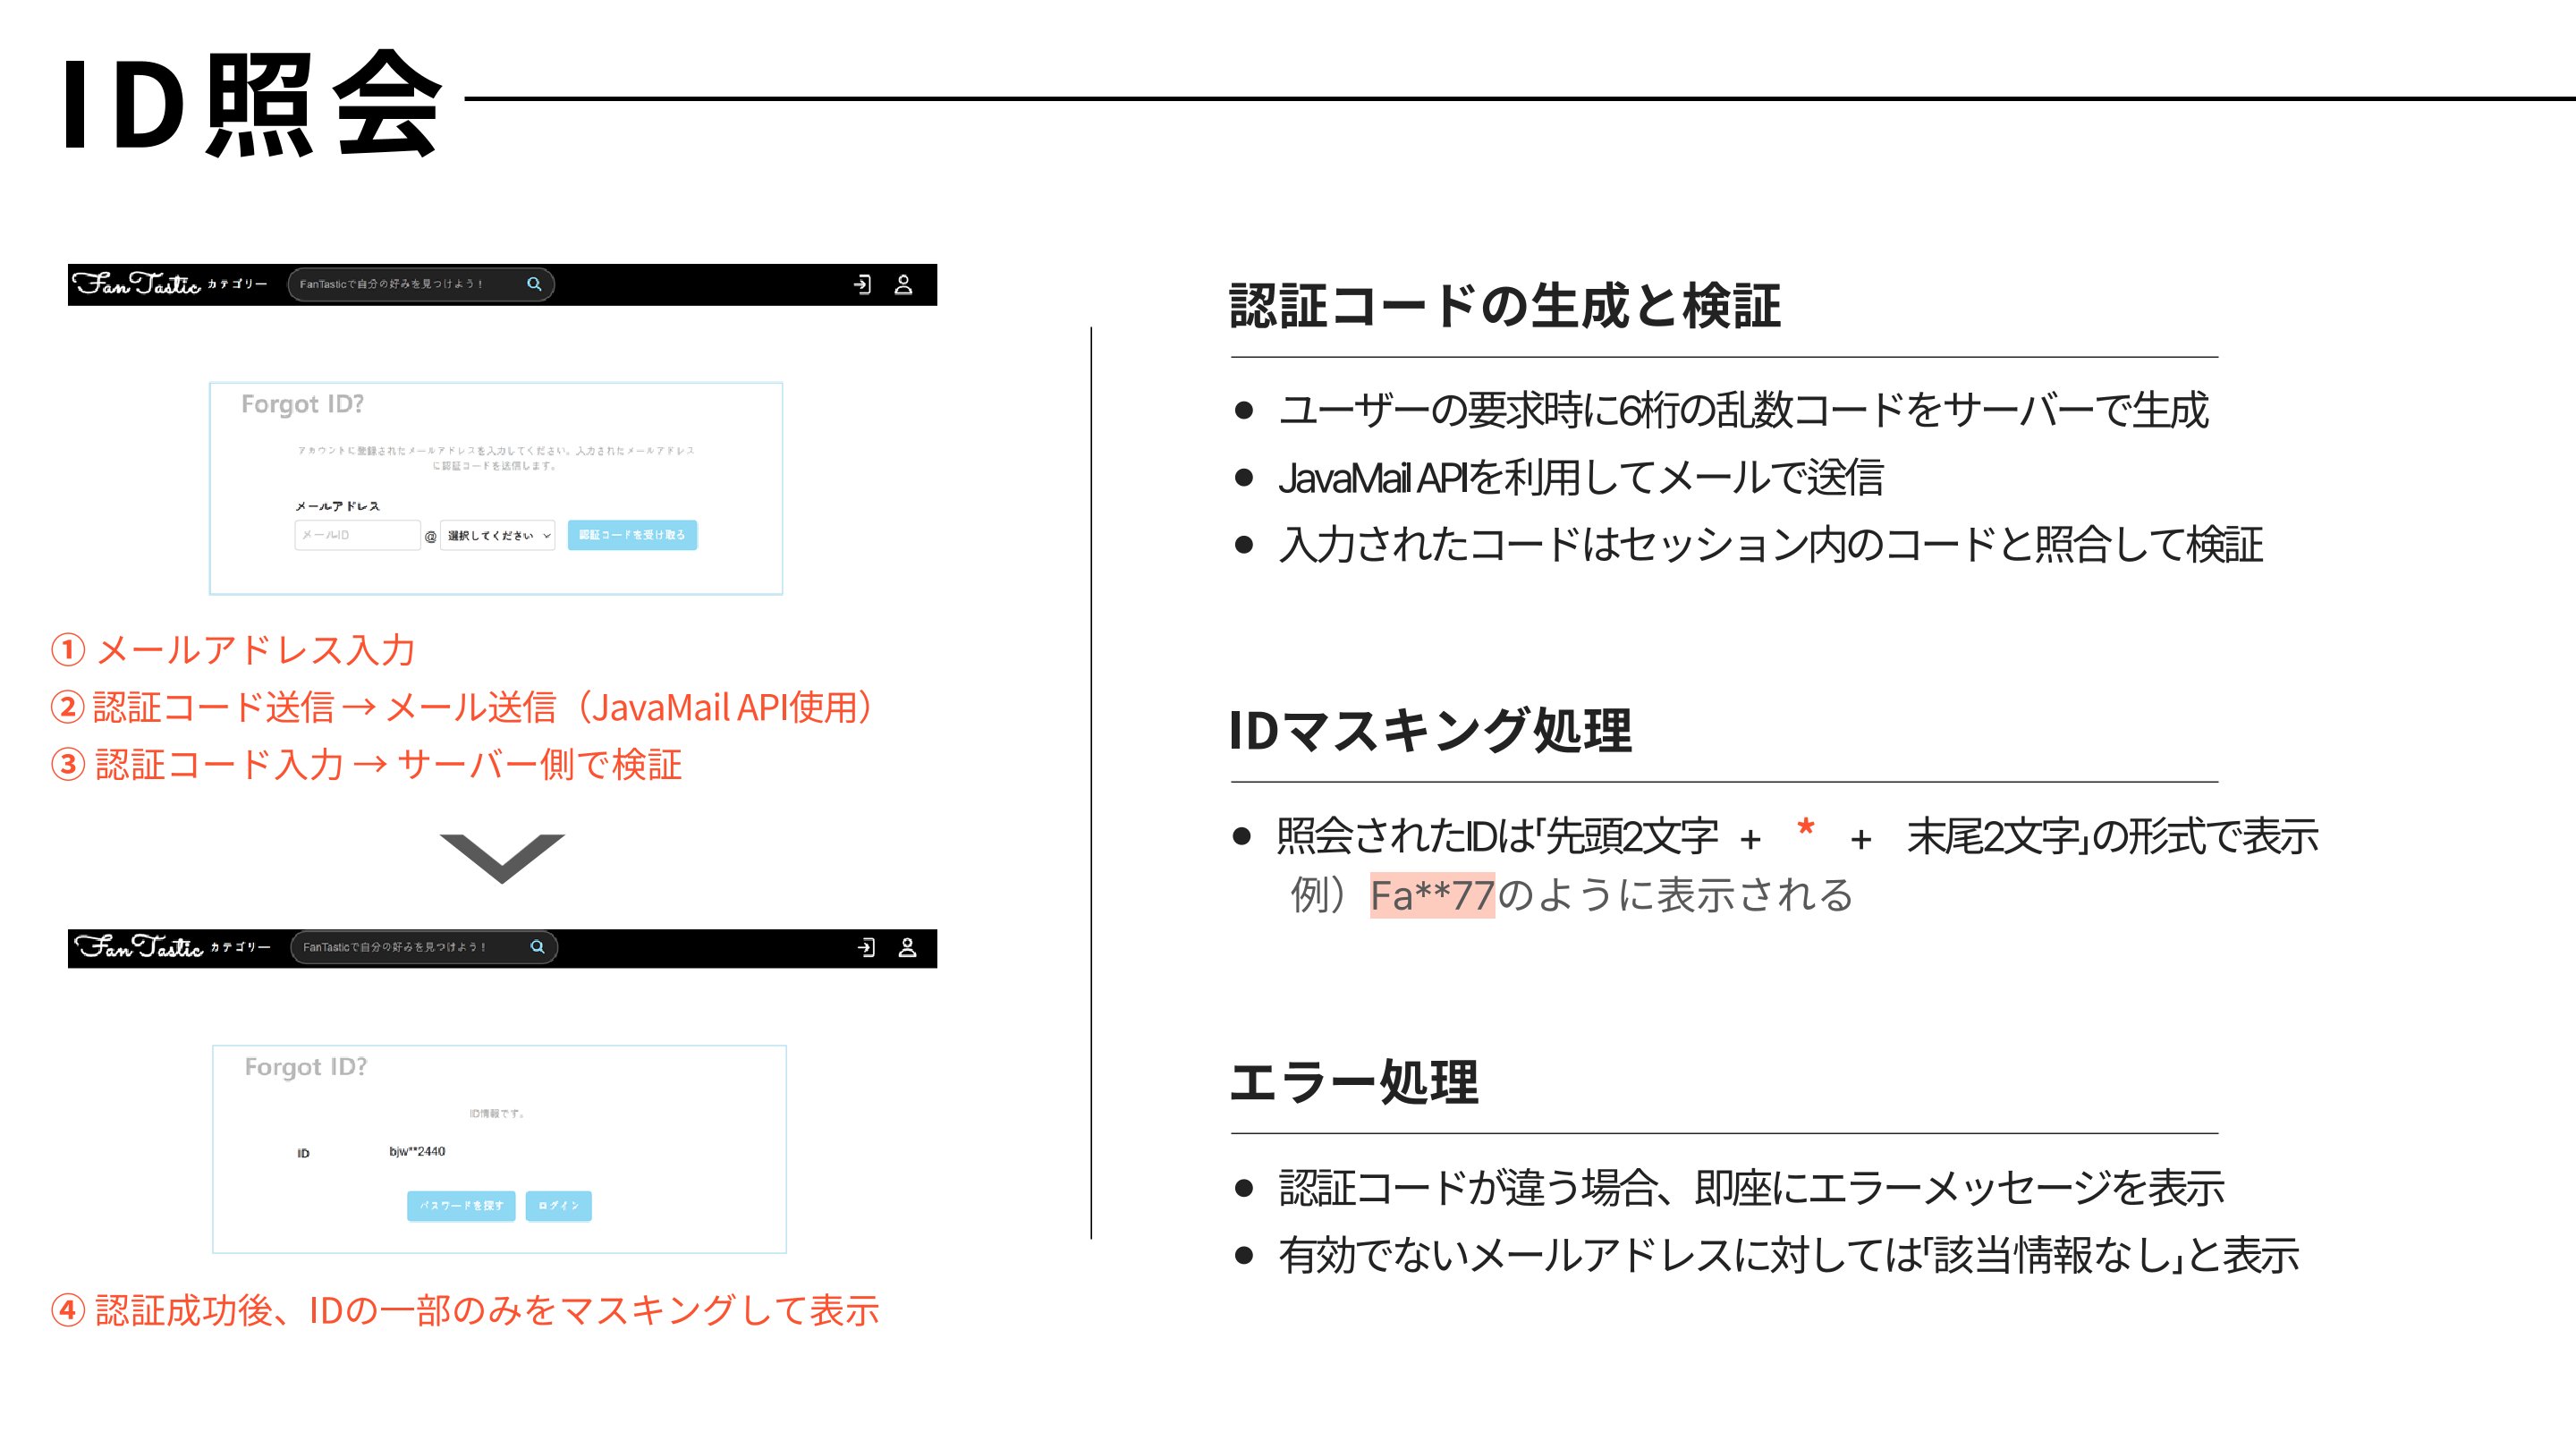 ID照会
FanTastic カテゴリー FanTasticで自分の好みを見つけよう！
Forgot ID?
アカウントに登録されたメールアドレスを入力してください。入力されたメールアドレス
に認証コードを送信します。
メールアドレス
メールID @ 選択してください 認証コードを受け取る
① メールアドレス入力
② 認証コード送信 → メール送信（JavaMail API使用）
③ 認証コード入力 → サーバー側で検証
FanTastic カテゴリー FanTasticで自分の好みを見つけよう！
Forgot ID?
ID情報です。
ID bjw**2440
パスワードを探す ログイン
④ 認証成功後、IDの一部のみをマスキングして表示
認証コードの生成と検証
● ユーザーの要求時に6桁の乱数コードをサーバーで生成
● JavaMail APIを利用してメールで送信
● 入力されたコードはセッション内のコードと照合して検証
IDマスキング処理
● 照会されたIDは「先頭2文字 + * + 末尾2文字」の形式で表示
例）Fa**77のように表示される
エラー処理
● 認証コードが違う場合、即座にエラーメッセージを表示
● 有効でないメールアドレスに対しては「該当情報なし」と表示